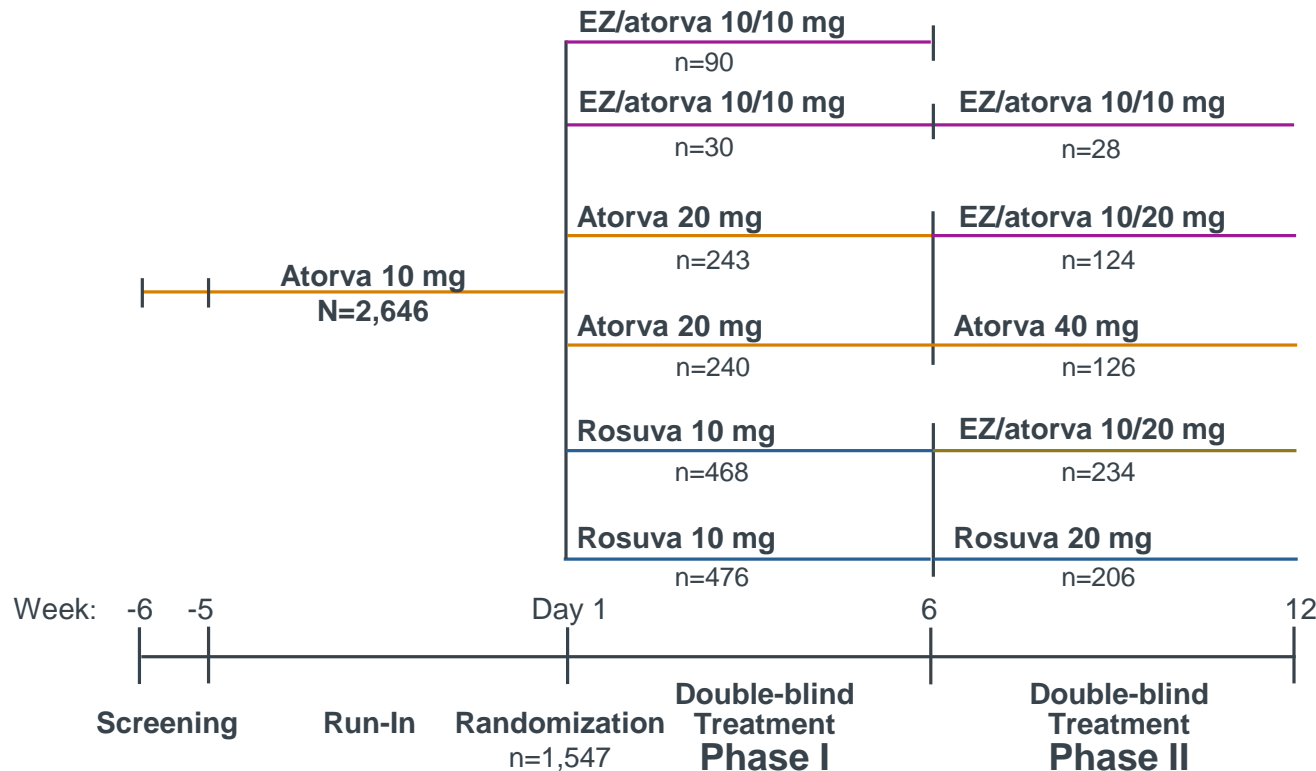 EZ/atorva 10/10 mg
n=90
EZ/atorva 10/10 mg
n=30
EZ/atorva 10/10 mg
n=28
Atorva 20 mg
n=243
EZ/atorva 10/20 mg
n=124
Atorva 10 mg
N=2,646
Atorva 20 mg
n=240
Atorva 40 mg
n=126
Rosuva 10 mg
n=468
EZ/atorva 10/20 mg
n=234
Rosuva 10 mg
n=476
Rosuva 20 mg
n=206
Week: -6 -5 Day 1 6 12
Screening
Run-In
Randomization
n=1,547
Double-blind
Treatment
Phase I
Double-blind
Treatment
Phase II